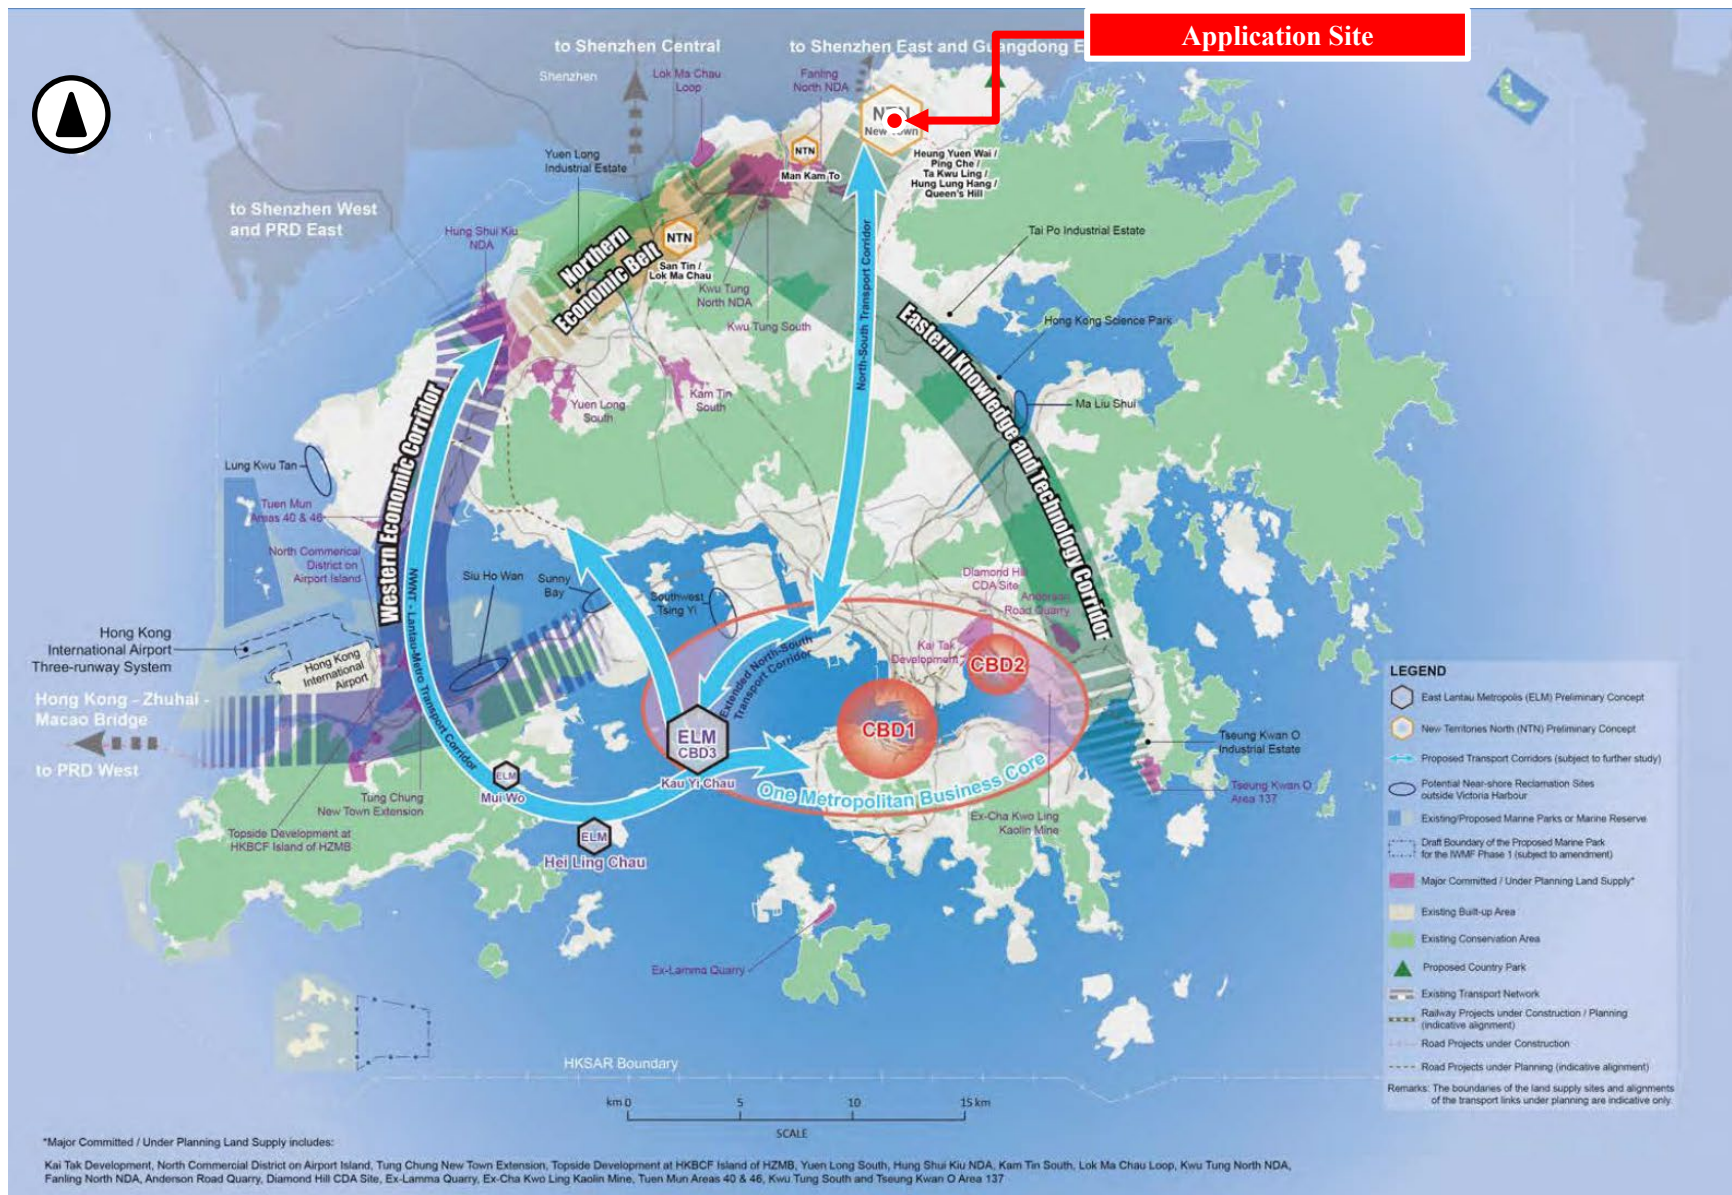 Application Site
to Shenzhen Central
to Shenzhen East and Guangdong E
Shenzhen
Lok Ma Chau
Loop
Fanling
North NDA
NTN
New Town
Yuen Long
Industrial Estate
NTN
Man Kam To
Heung Yuen Wai /
Ping Che /
Ta Kwu Ling /
Hung Lung Hang /
Queen's Hill
to Shenzhen West
and PRD East
Hung Shui Kiu
NDA
Northern
Economic Belt
NTN
San Tin /
Lok Ma Chau
Kwu Tung
North NDA
Kwu Tung South
North-South Transport Corridor
Tai Po Industrial Estate
Hong Kong Science Park
Eastern Knowledge and Technology Corridor
Ma Liu Shui
Yuen Long
South
Kam Tin
South
Western Economic Corridor
Lung Kwu Tan
Tuen Mun
Areas 40 & 46
North Commerical
District on
Airport Island
Siu Ho Wan
Sunny
Bay
Southwest
Tsing Yi
Diamond Hill
CDA Site
Anderson
Road Quarry
Kai Tak
Development
CBD2
Hong Kong
International Airport
Three-runway System
Hong Kong
International
Airport
NWNT - Lantau-Metro Transport Corridor
Extended North-South
Transport Corridor
Hong Kong - Zhuhai -
Macao Bridge
to PRD West
ELM
CBD3
Kau Yi Chau
CBD1
One Metropolitan Business Core
Tseung Kwan O
Industrial Estate
Tseung Kwan O
Area 137
ELM
Mui Wo
Tung Chung
New Town Extension
Topside Development at
HKBCF Island of HZMB
ELM
Hei Ling Chau
Ex-Cha Kwo Ling
Kaolin Mine
Ex-Lamma Quarry
HKSAR Boundary
LEGEND
East Lantau Metropolis (ELM) Preliminary Concept
New Territories North (NTN) Preliminary Concept
Proposed Transport Corridors (subject to further study)
Potential Near-shore Reclamation Sites
outside Victoria Harbour
Existing/Proposed Marine Parks or Marine Reserve
Draft Boundary of the Proposed Marine Park
for the IWMF Phase 1 (subject to amendment)
Major Committed / Under Planning Land Supply*
Existing Built-up Area
Existing Conservation Area
Proposed Country Park
Existing Transport Network
Railway Projects under Construction / Planning
(indicative alignment)
Road Projects under Construction
Road Projects under Planning (indicative alignment)
Remarks: The boundaries of the land supply sites and alignments
of the transport links under planning are indicative only.
km 0 5 10 15 km
SCALE
*Major Committed / Under Planning Land Supply includes:
Kai Tak Development, North Commercial District on Airport Island, Tung Chung New Town Extension, Topside Development at HKBCF Island of HZMB, Yuen Long South, Hung Shui Kiu NDA, Kam Tin South, Lok Ma Chau Loop, Kwu Tung North NDA,
Fanling North NDA, Anderson Road Quarry, Diamond Hill CDA Site, Ex-Lamma Quarry, Ex-Cha Kwo Ling Kaolin Mine, Tuen Mun Areas 40 & 46, Kwu Tung South and Tseung Kwan O Area 137